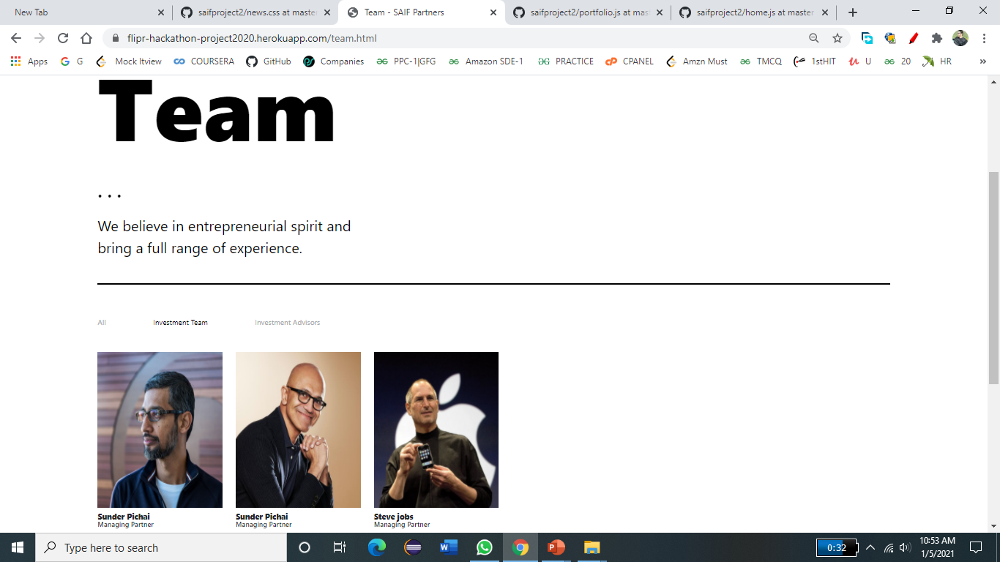 New Tab
saifproject2/news.css at master
Team - SAIF Partners
saifproject2/portfolio.js at mas
saifproject2/home.js at master
flipr-hackathon-project2020.herokuapp.com/team.html
Apps
G
Mock Itview
COURSERA
GitHub
Companies
PPC-1|GFG
Amazon SDE-1
PRACTICE
CPANEL
Amzn Must
TMCQ
1stHIT
U
20
HR
Team
...
We believe in entrepreneurial spirit and
bring a full range of experience.
All
Investment Team
Investment Advisors
Sunder Pichai
Managing Partner
Sunder Pichai
Managing Partner
Steve jobs
Managing Partner
Type here to search
0:32
10:53 AM
1/5/2021